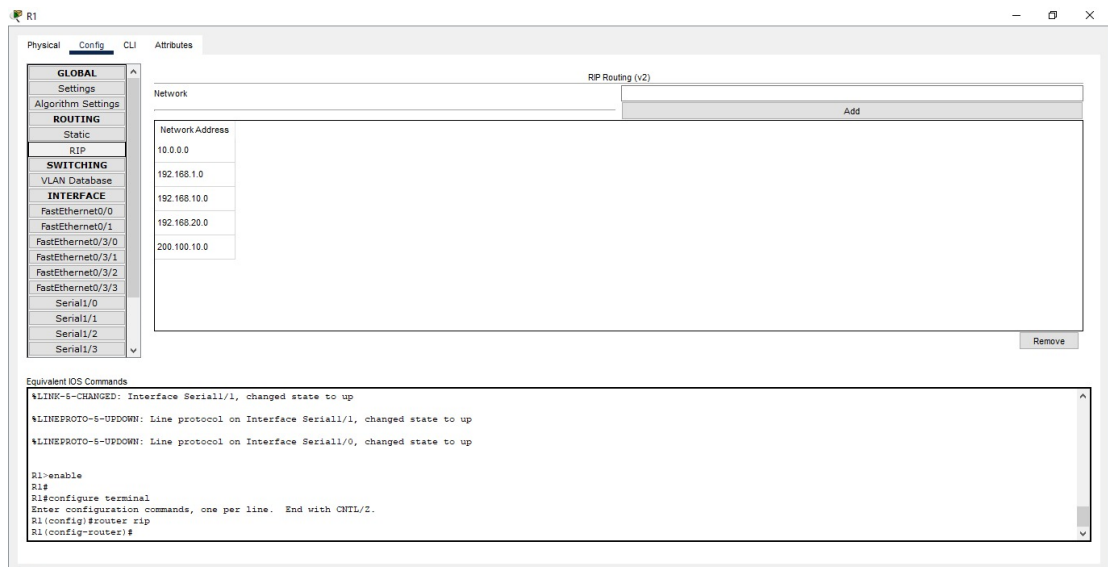 R1
Physical Config CLI Attributes
GLOBAL
Settings
Algorithm Settings
ROUTING
Static
RIP
SWITCHING
VLAN Database
INTERFACE
FastEthernet0/0
FastEthernet0/1
FastEthernet0/3/0
FastEthernet0/3/1
FastEthernet0/3/2
FastEthernet0/3/3
Serial1/0
Serial1/1
Serial1/2
Serial1/3
RIP Routing (v2)
Network
Add
Network Address
10.0.0.0
192.168.1.0
192.168.10.0
192.168.20.0
200.100.10.0
Remove
Equivalent IOS Commands
%LINK-5-CHANGED: Interface Serial1/1, changed state to up
%LINEPROTO-5-UPDOWN: Line protocol on Interface Serial1/1, changed state to up
%LINEPROTO-5-UPDOWN: Line protocol on Interface Serial1/0, changed state to up
R1>enable
R1#
R1#configure terminal
Enter configuration commands, one per line. End with CNTL/Z.
R1(config)#router rip
R1(config-router)#